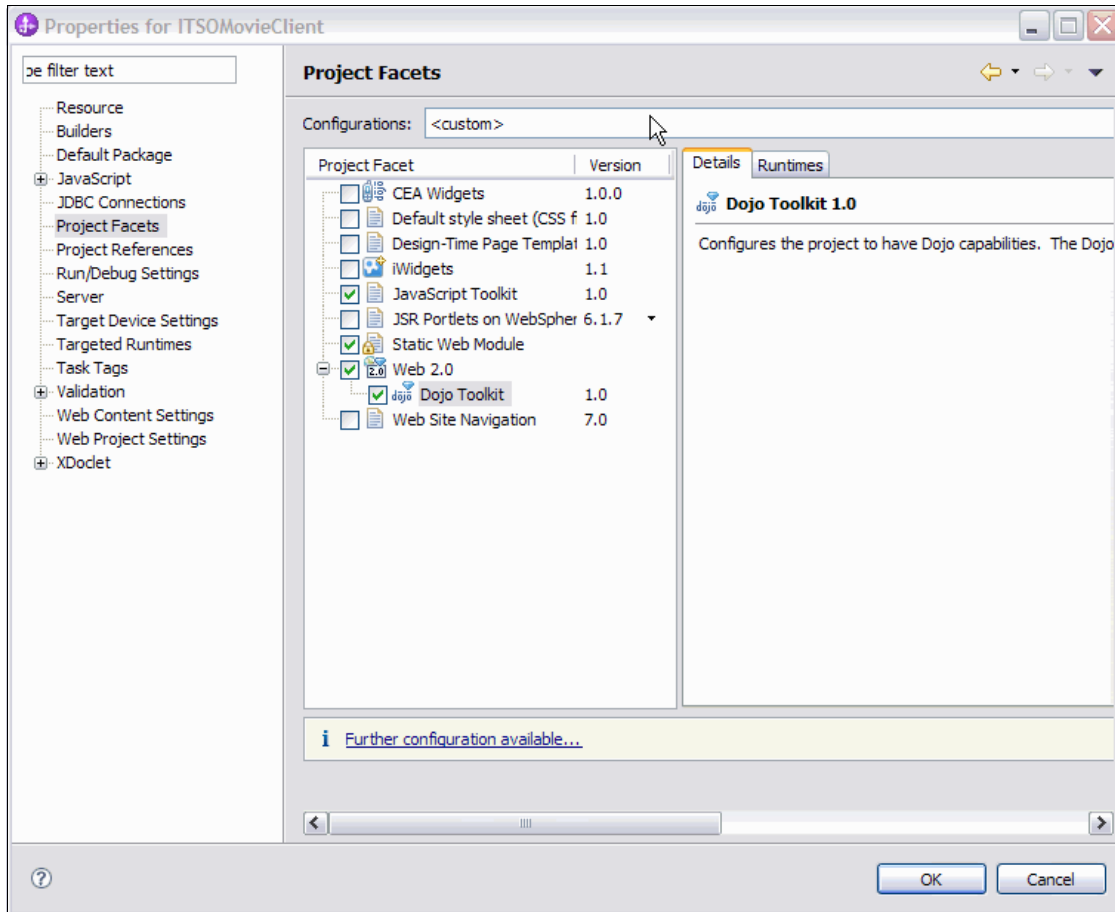 Properties for ITSOMovieClient
pe filter text
Project Facets
Resource
Builders
Default Package
JavaScript
JDBC Connections
Project Facets
Project References
Run/Debug Settings
Server
Target Device Settings
Targeted Runtimes
Task Tags
Validation
Web Content Settings
Web Project Settings
XDoclet
Configurations: <custom>
Project Facet Version
CEA Widgets 1.0.0
Default style sheet (CSS f 1.0
Design-Time Page Templat 1.0
iWidgets 1.1
JavaScript Toolkit 1.0
JSR Portlets on WebSpher 6.1.7
Static Web Module
2.0 Web 2.0
dojo Dojo Toolkit 1.0
Web Site Navigation 7.0
Details Runtimes
dojo Dojo Toolkit 1.0
Configures the project to have Dojo capabilities. The Dojo
i Further configuration available...
? OK Cancel